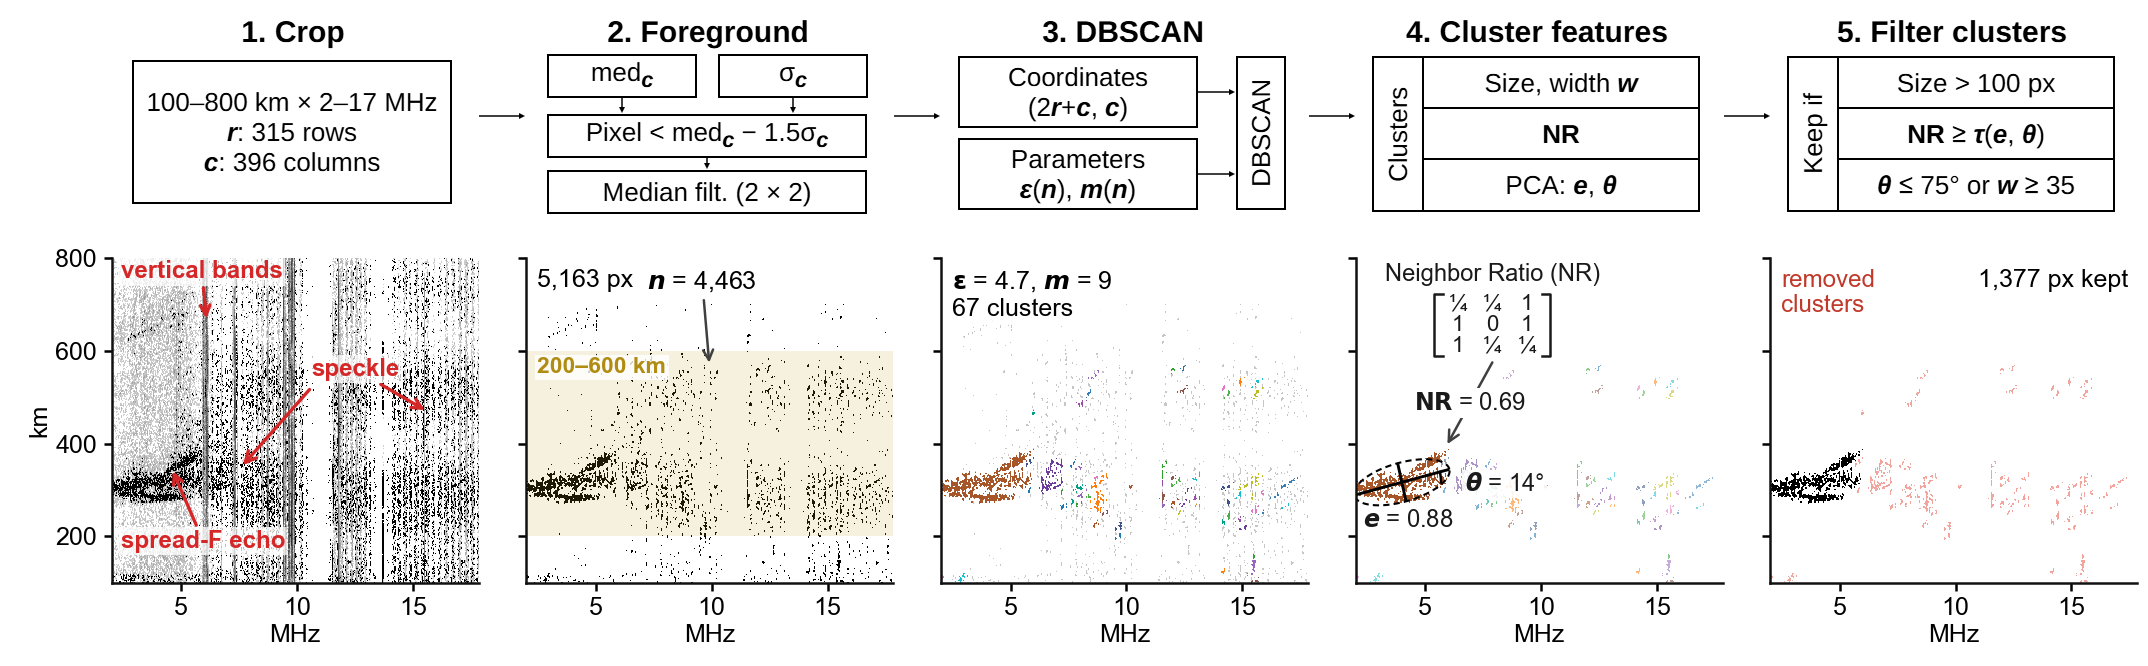 1. Crop
100–800 km × 2–17 MHz
r: 315 rows
c: 396 columns
2. Foreground
med_c
σ_c
Pixel < med_c − 1.5σ_c
Median filt. (2 × 2)
3. DBSCAN
Coordinates
(2r+c, c)
Parameters
ε(n), m(n)
DBSCAN
4. Cluster features
Clusters
Size, width w
NR
PCA: e, θ
5. Filter clusters
Keep if
Size > 100 px
NR ≥ τ(e, θ)
θ ≤ 75° or w ≥ 35
km
800
600
400
200
vertical bands
speckle
spread-F echo
5 10 15
MHz
5,163 px n = 4,463
200–600 km
5 10 15
MHz
ε = 4.7, m = 9
67 clusters
5 10 15
MHz
Neighbor Ratio (NR)
¼ ¼ 1
1 0 1
1 ¼ ¼
NR = 0.69
θ = 14°
e = 0.88
5 10 15
MHz
removed
clusters
1,377 px kept
5 10 15
MHz